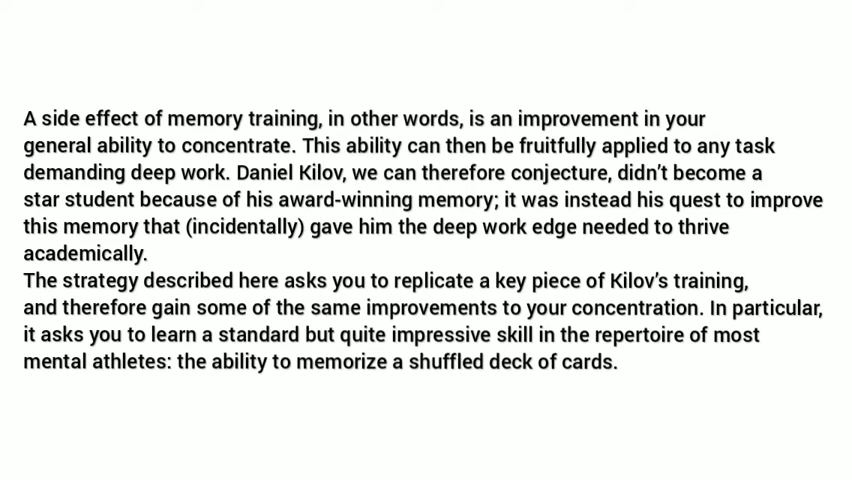 A side effect of memory training, in other words, is an improvement in your
general ability to concentrate. This ability can then be fruitfully applied to any task
demanding deep work. Daniel Kilov, we can therefore conjecture, didn’t become a
star student because of his award-winning memory; it was instead his quest to improve
this memory that (incidentally) gave him the deep work edge needed to thrive
academically.
The strategy described here asks you to replicate a key piece of Kilov’s training,
and therefore gain some of the same improvements to your concentration. In particular,
it asks you to learn a standard but quite impressive skill in the repertoire of most
mental athletes: the ability to memorize a shuffled deck of cards.